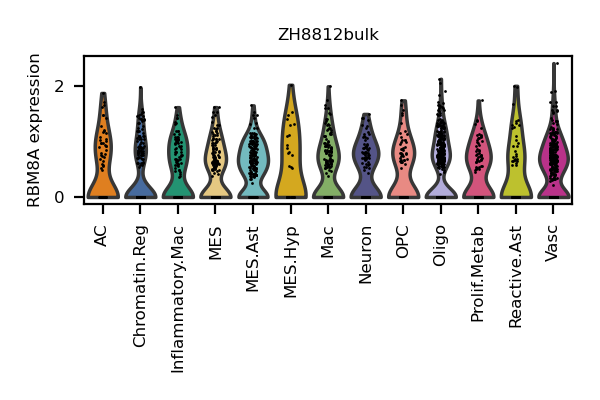 ZH8812bulk
RBM8A expression
2
0
AC
Chromatin.Reg
Inflammatory.Mac
MES
MES.Ast
MES.Hyp
Mac
Neuron
OPC
Oligo
Prolif.Metab
Reactive.Ast
Vasc